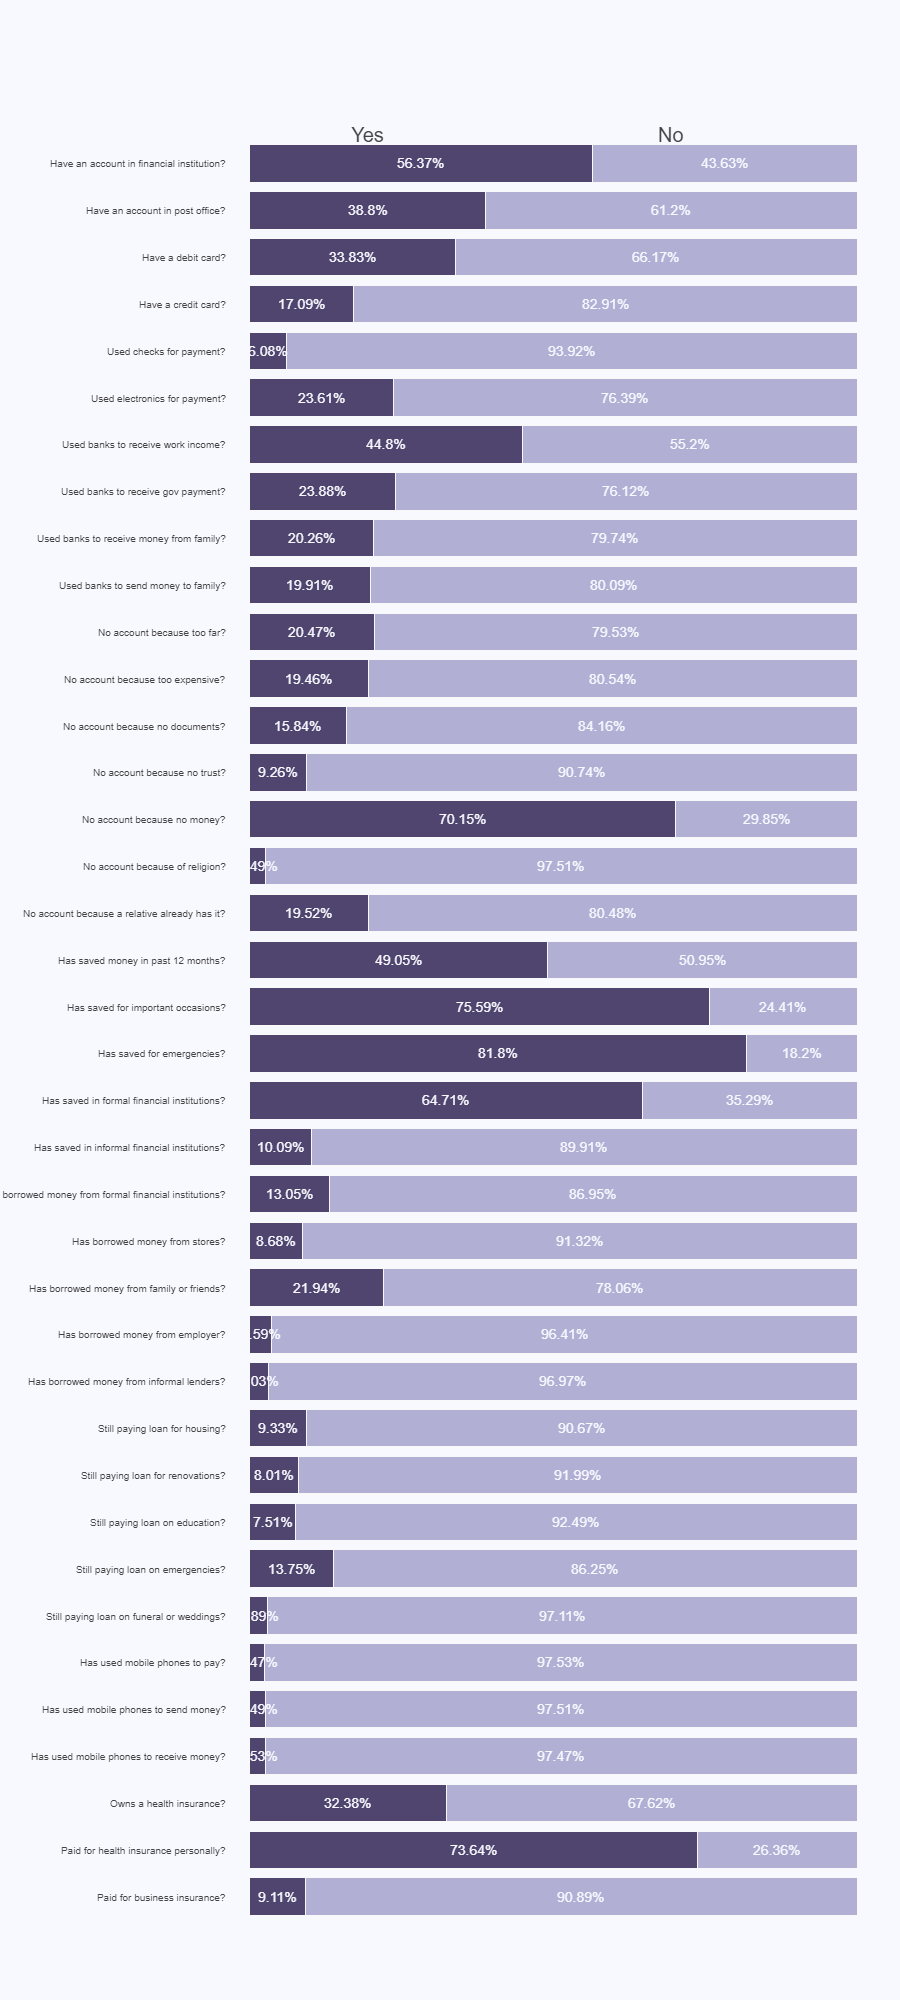 Yes No
Have an account in financial institution? 56.37% 43.63%
Have an account in post office? 38.8% 61.2%
Have a debit card? 33.83% 66.17%
Have a credit card? 17.09% 82.91%
Used checks for payment? 6.08% 93.92%
Used electronics for payment? 23.61% 76.39%
Used banks to receive work income? 44.8% 55.2%
Used banks to receive gov payment? 23.88% 76.12%
Used banks to receive money from family? 20.26% 79.74%
Used banks to send money to family? 19.91% 80.09%
No account because too far? 20.47% 79.53%
No account because too expensive? 19.46% 80.54%
No account because no documents? 15.84% 84.16%
No account because no trust? 9.26% 90.74%
No account because no money? 70.15% 29.85%
No account because of religion? 49% 97.51%
No account because a relative already has it? 19.52% 80.48%
Has saved money in past 12 months? 49.05% 50.95%
Has saved for important occasions? 75.59% 24.41%
Has saved for emergencies? 81.8% 18.2%
Has saved in formal financial institutions? 64.71% 35.29%
Has saved in informal financial institutions? 10.09% 89.91%
borrowed money from formal financial institutions? 13.05% 86.95%
Has borrowed money from stores? 8.68% 91.32%
Has borrowed money from family or friends? 21.94% 78.06%
Has borrowed money from employer? .59% 96.41%
Has borrowed money from informal lenders? 03% 96.97%
Still paying loan for housing? 9.33% 90.67%
Still paying loan for renovations? 8.01% 91.99%
Still paying loan on education? 7.51% 92.49%
Still paying loan on emergencies? 13.75% 86.25%
Still paying loan on funeral or weddings? 89% 97.11%
Has used mobile phones to pay? 47% 97.53%
Has used mobile phones to send money? 49% 97.51%
Has used mobile phones to receive money? 53% 97.47%
Owns a health insurance? 32.38% 67.62%
Paid for health insurance personally? 73.64% 26.36%
Paid for business insurance? 9.11% 90.89%